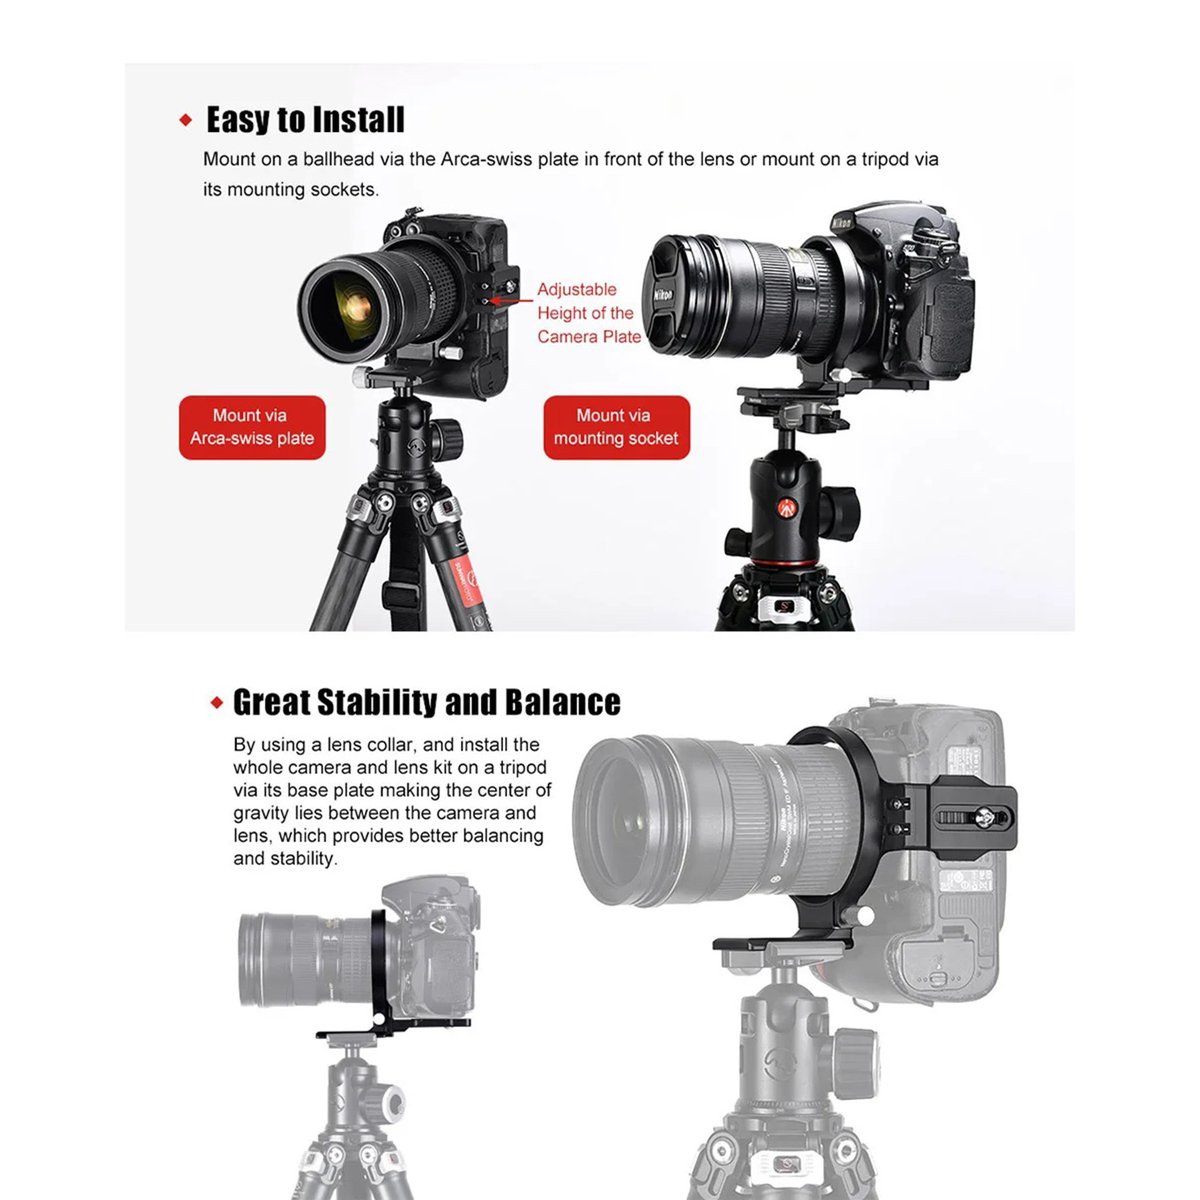 Easy to Install
Mount on a ballhead via the Arca-swiss plate in front of the lens or mount on a tripod via
its mounting sockets.
Nikon
Adjustable
Height of the
Camera Plate
Nikon
Mount via
Arca-swiss plate
Mount via
mounting socket
Great Stability and Balance
By using a lens collar, and install the
whole camera and lens kit on a tripod
via its base plate making the center of
gravity lies between the camera and
lens, which provides better balancing
and stability.